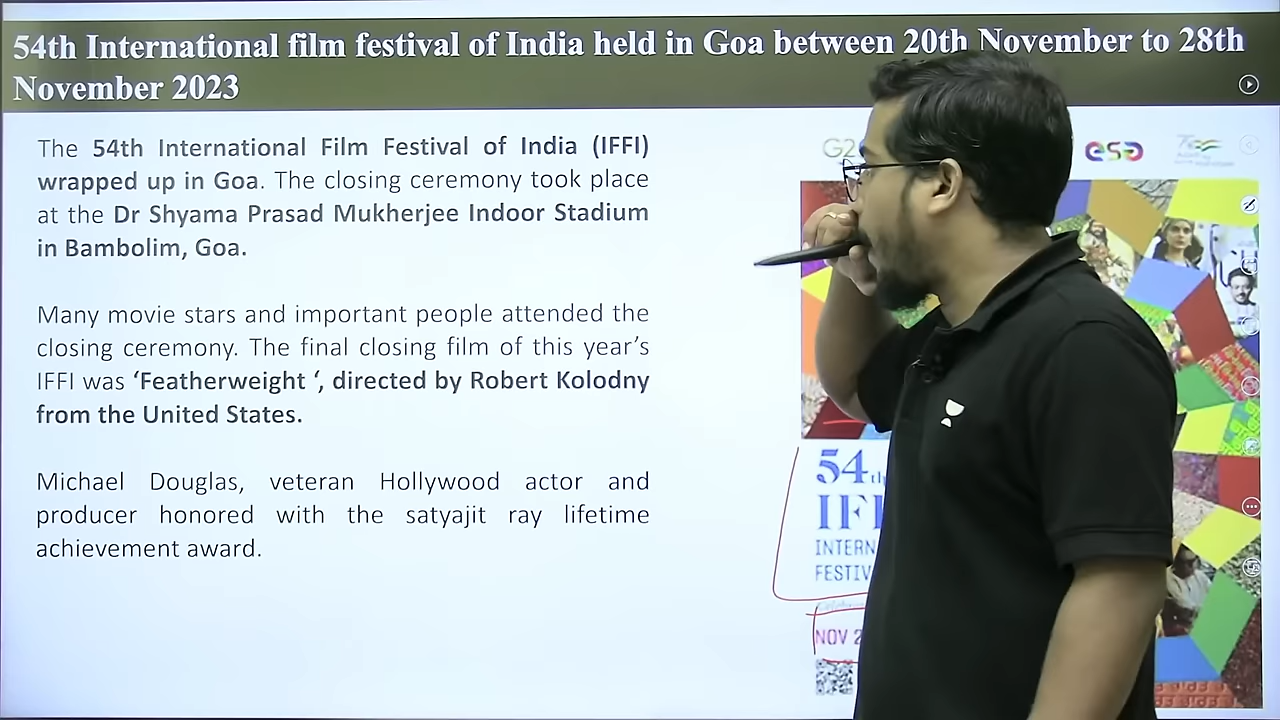 54th International film festival of India held in Goa between 20th November to 28th
November 2023
The 54th International Film Festival of India (IFFI)
wrapped up in Goa. The closing ceremony took place
at the Dr Shyama Prasad Mukherjee Indoor Stadium
in Bambolim, Goa.
Many movie stars and important people attended the
closing ceremony. The final closing film of this year’s
IFFI was ‘Featherweight ‘, directed by Robert Kolodny
from the United States.
Michael Douglas, veteran Hollywood actor and
producer honored with the satyajit ray lifetime
achievement award.
G2
esg
54th
IF
INTERN
FESTIV
NOV 2